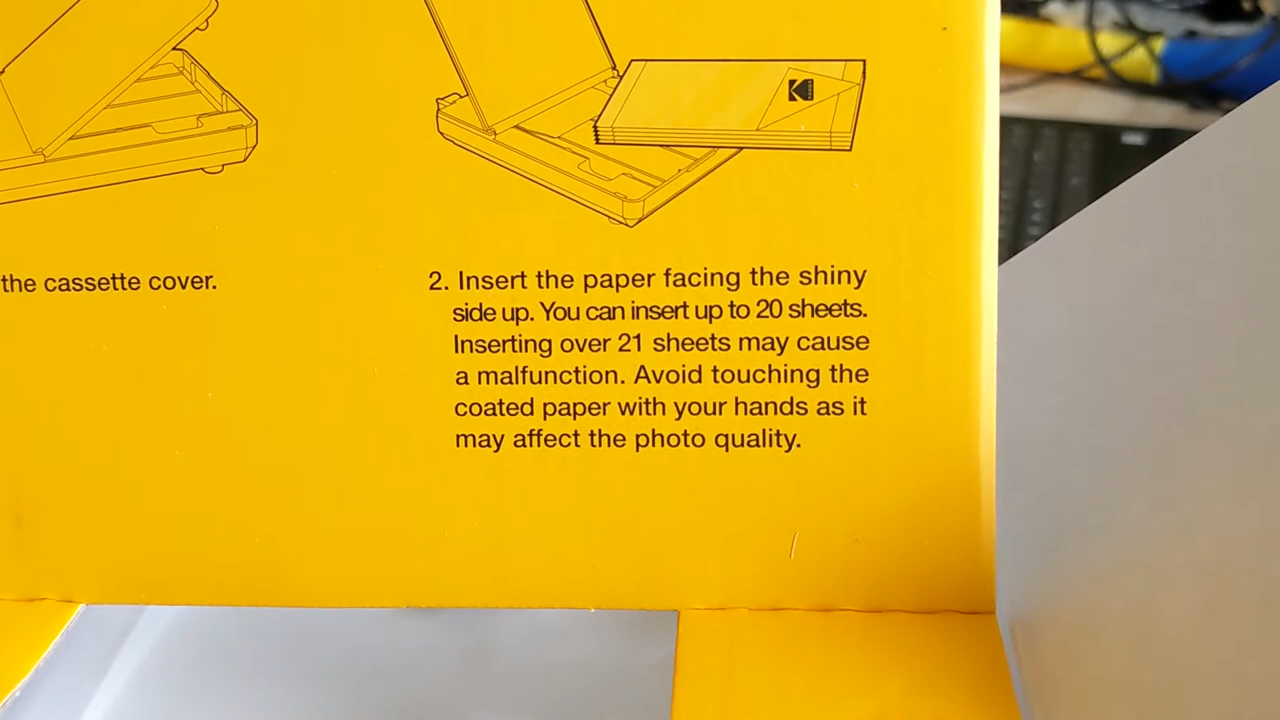 the cassette cover.
2. Insert the paper facing the shiny
side up. You can insert up to 20 sheets.
Inserting over 21 sheets may cause
a malfunction. Avoid touching the
coated paper with your hands as it
may affect the photo quality.